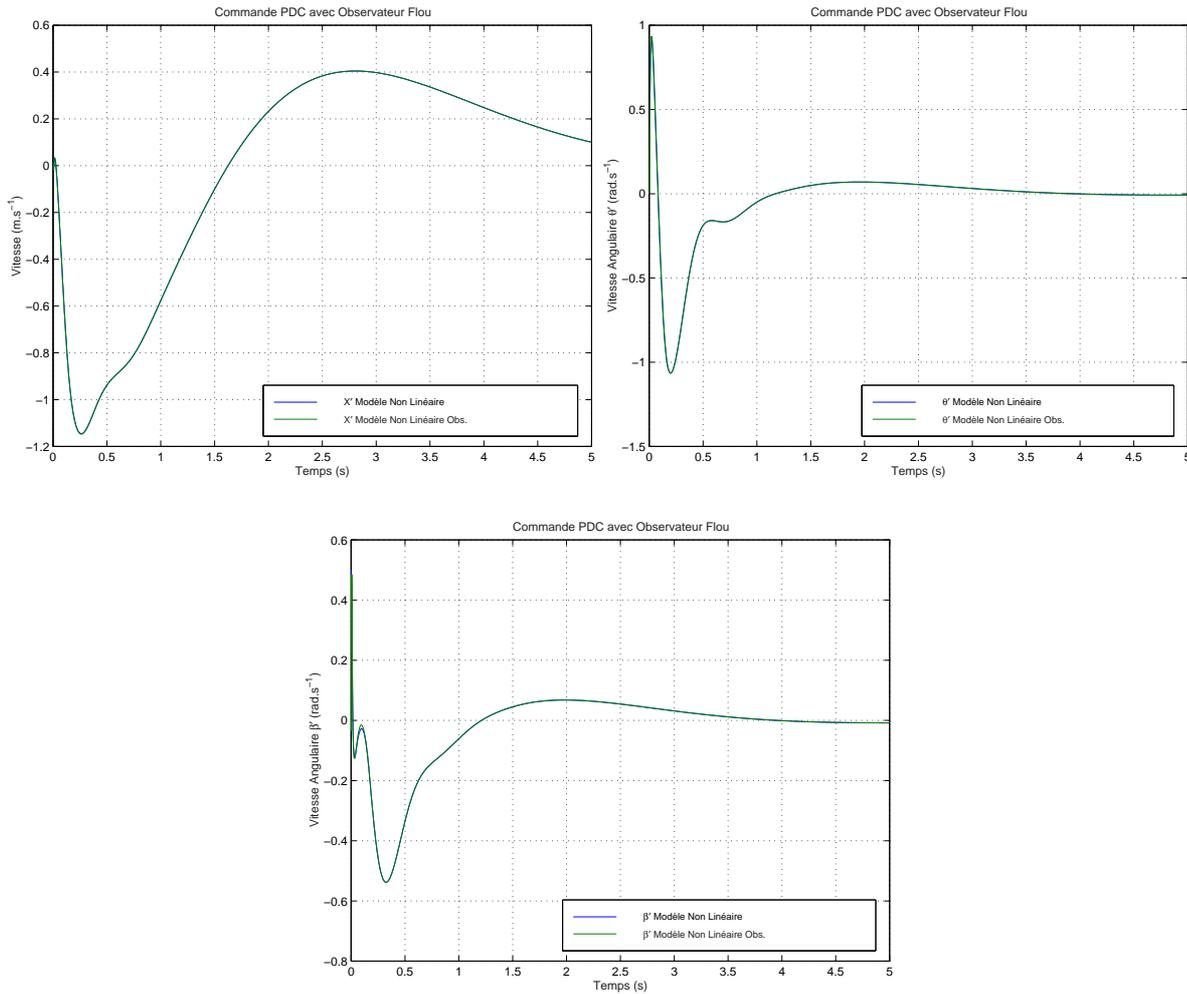 Commande PDC avec Observateur Flou
0.6
0.4
0.2
0
−0.2
−0.4
−0.6
−0.8
−1
−1.2
Vitesse (m.s−1)
0 0.5 1 1.5 2 2.5 3 3.5 4 4.5 5
Temps (s)
X′ Modèle Non Linéaire
X′ Modèle Non Linéaire Obs.
Commande PDC avec Observateur Flou
1
0.5
0
−0.5
−1
−1.5
Vitesse Angulaire θ′ (rad.s−1)
0 0.5 1 1.5 2 2.5 3 3.5 4 4.5 5
Temps (s)
θ′ Modèle Non Linéaire
θ′ Modèle Non Linéaire Obs.
Commande PDC avec Observateur Flou
0.6
0.4
0.2
0
−0.2
−0.4
−0.6
−0.8
Vitesse Angulaire β′ (rad.s−1)
0 0.5 1 1.5 2 2.5 3 3.5 4 4.5 5
Temps (s)
β′ Modèle Non Linéaire
β′ Modèle Non Linéaire Obs.